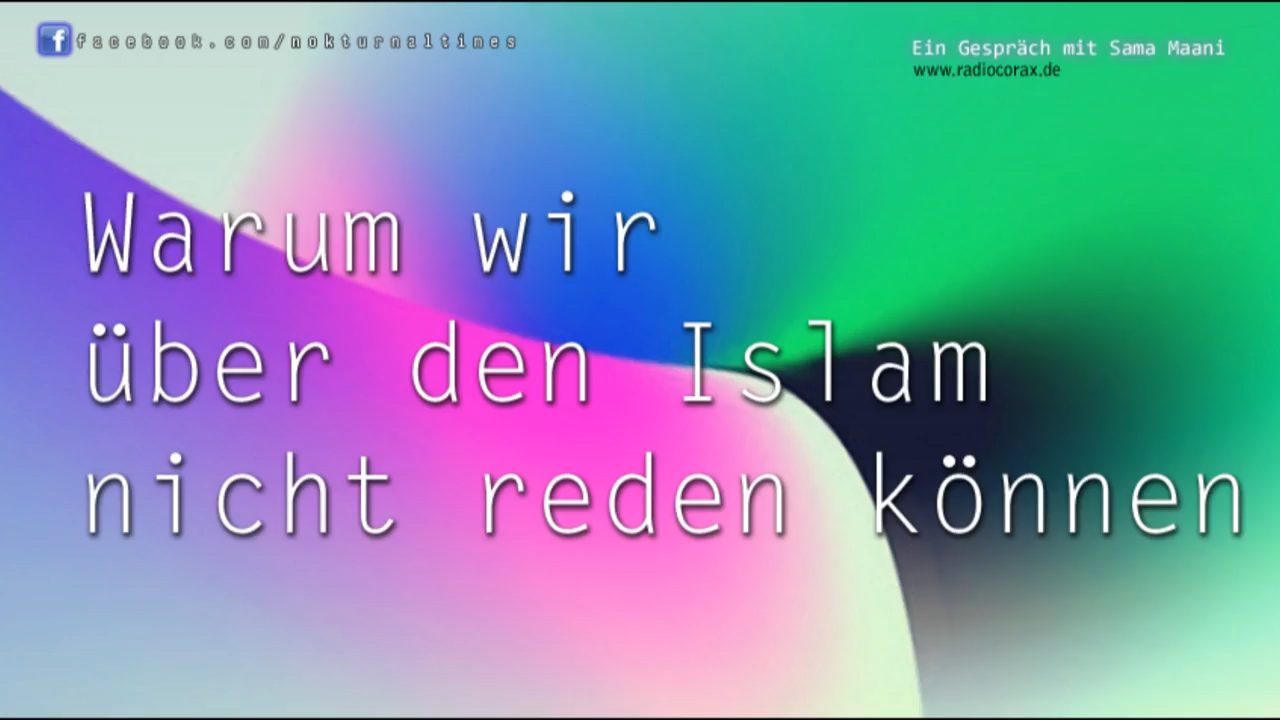 facebook.com/nokturnaltimes
Ein Gespräch mit Sama Maani
www.radiocorax.de
Warum wir
über den Islam
nicht reden können